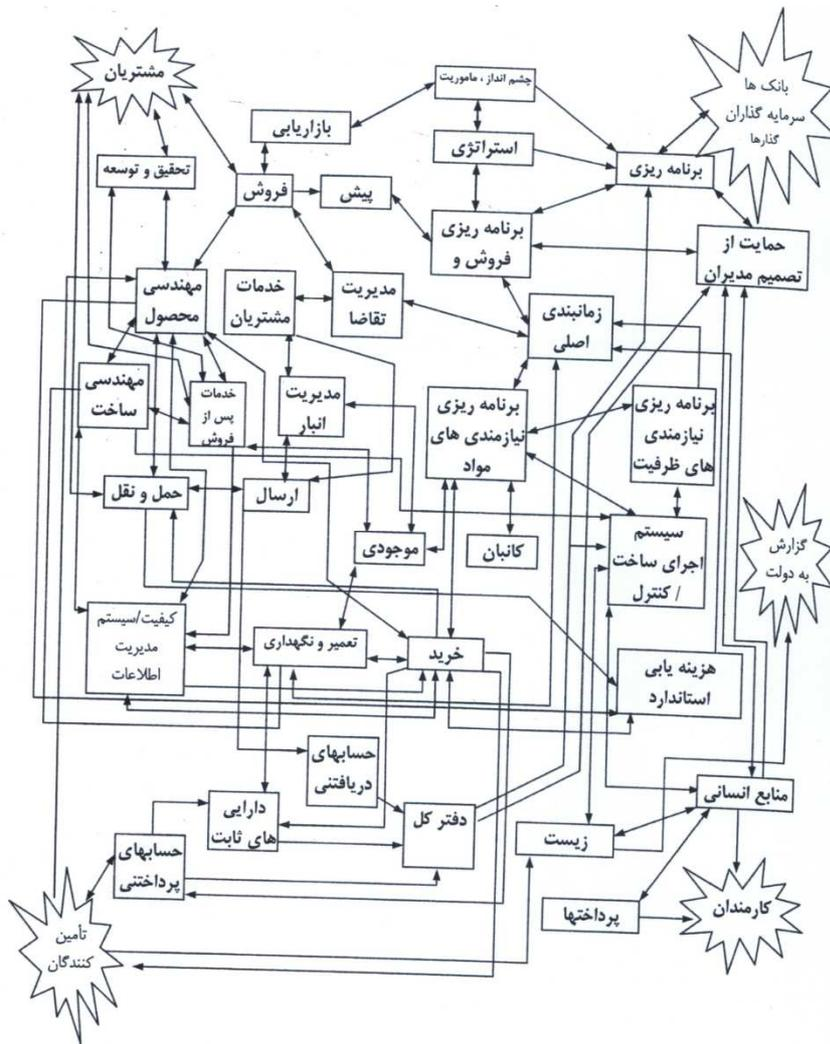 مشتریان
بانک ها
سرمایه گذاران
گذارها
چشم انداز ، ماموریت
بازاریابی
استراتژی
برنامه ریزی
تحقیق و توسعه
فروش
پیش
برنامه ریزی
فروش و
حمایت از
تصمیم مدیران
مهندسی
محصول
خدمات
مشتریان
مدیریت
تقاضا
زمانبندی
اصلی
مهندسی
ساخت
خدمات
پس از
فروش
مدیریت
انبار
برنامه ریزی
نیازمندی های
مواد
برنامه ریزی
نیازمندی
های ظرفیت
حمل و نقل
ارسال
موجودی
کانبان
سیستم
اجرای ساخت
/ کنترل
گزارش
به دولت
کیفیت/سیستم
مدیریت
اطلاعات
تعمیر و نگهداری
خرید
هزینه یابی
استاندارد
حسابهای
دریافتنی
دارایی
های ثابت
دفتر کل
منابع انسانی
زیست
حسابهای
پرداختنی
پرداختها
کارمندان
تأمین
کنندگان